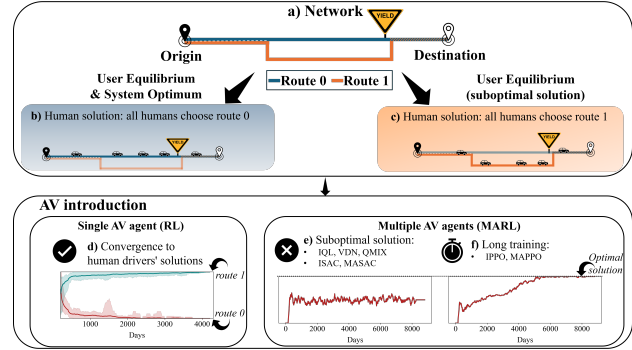 a) Network
YIELD
Origin
Destination
Route 0 Route 1
User Equilibrium
& System Optimum
User Equilibrium
(suboptimal solution)
b) Human solution: all humans choose route 0
YIELD
c) Human solution: all humans choose route 1
YIELD
AV introduction
Single AV agent (RL)
d) Convergence to
human drivers' solutions
route 1
route 0
1000 2000 3000 4000
Days
Multiple AV agents (MARL)
e) Suboptimal solution:
• IQL, VDN, QMIX
• ISAC, MASAC
f) Long training:
• IPPO, MAPPO
Optimal
solution
0 2000 4000 6000 8000
Days
0 2000 4000 6000 8000
Days